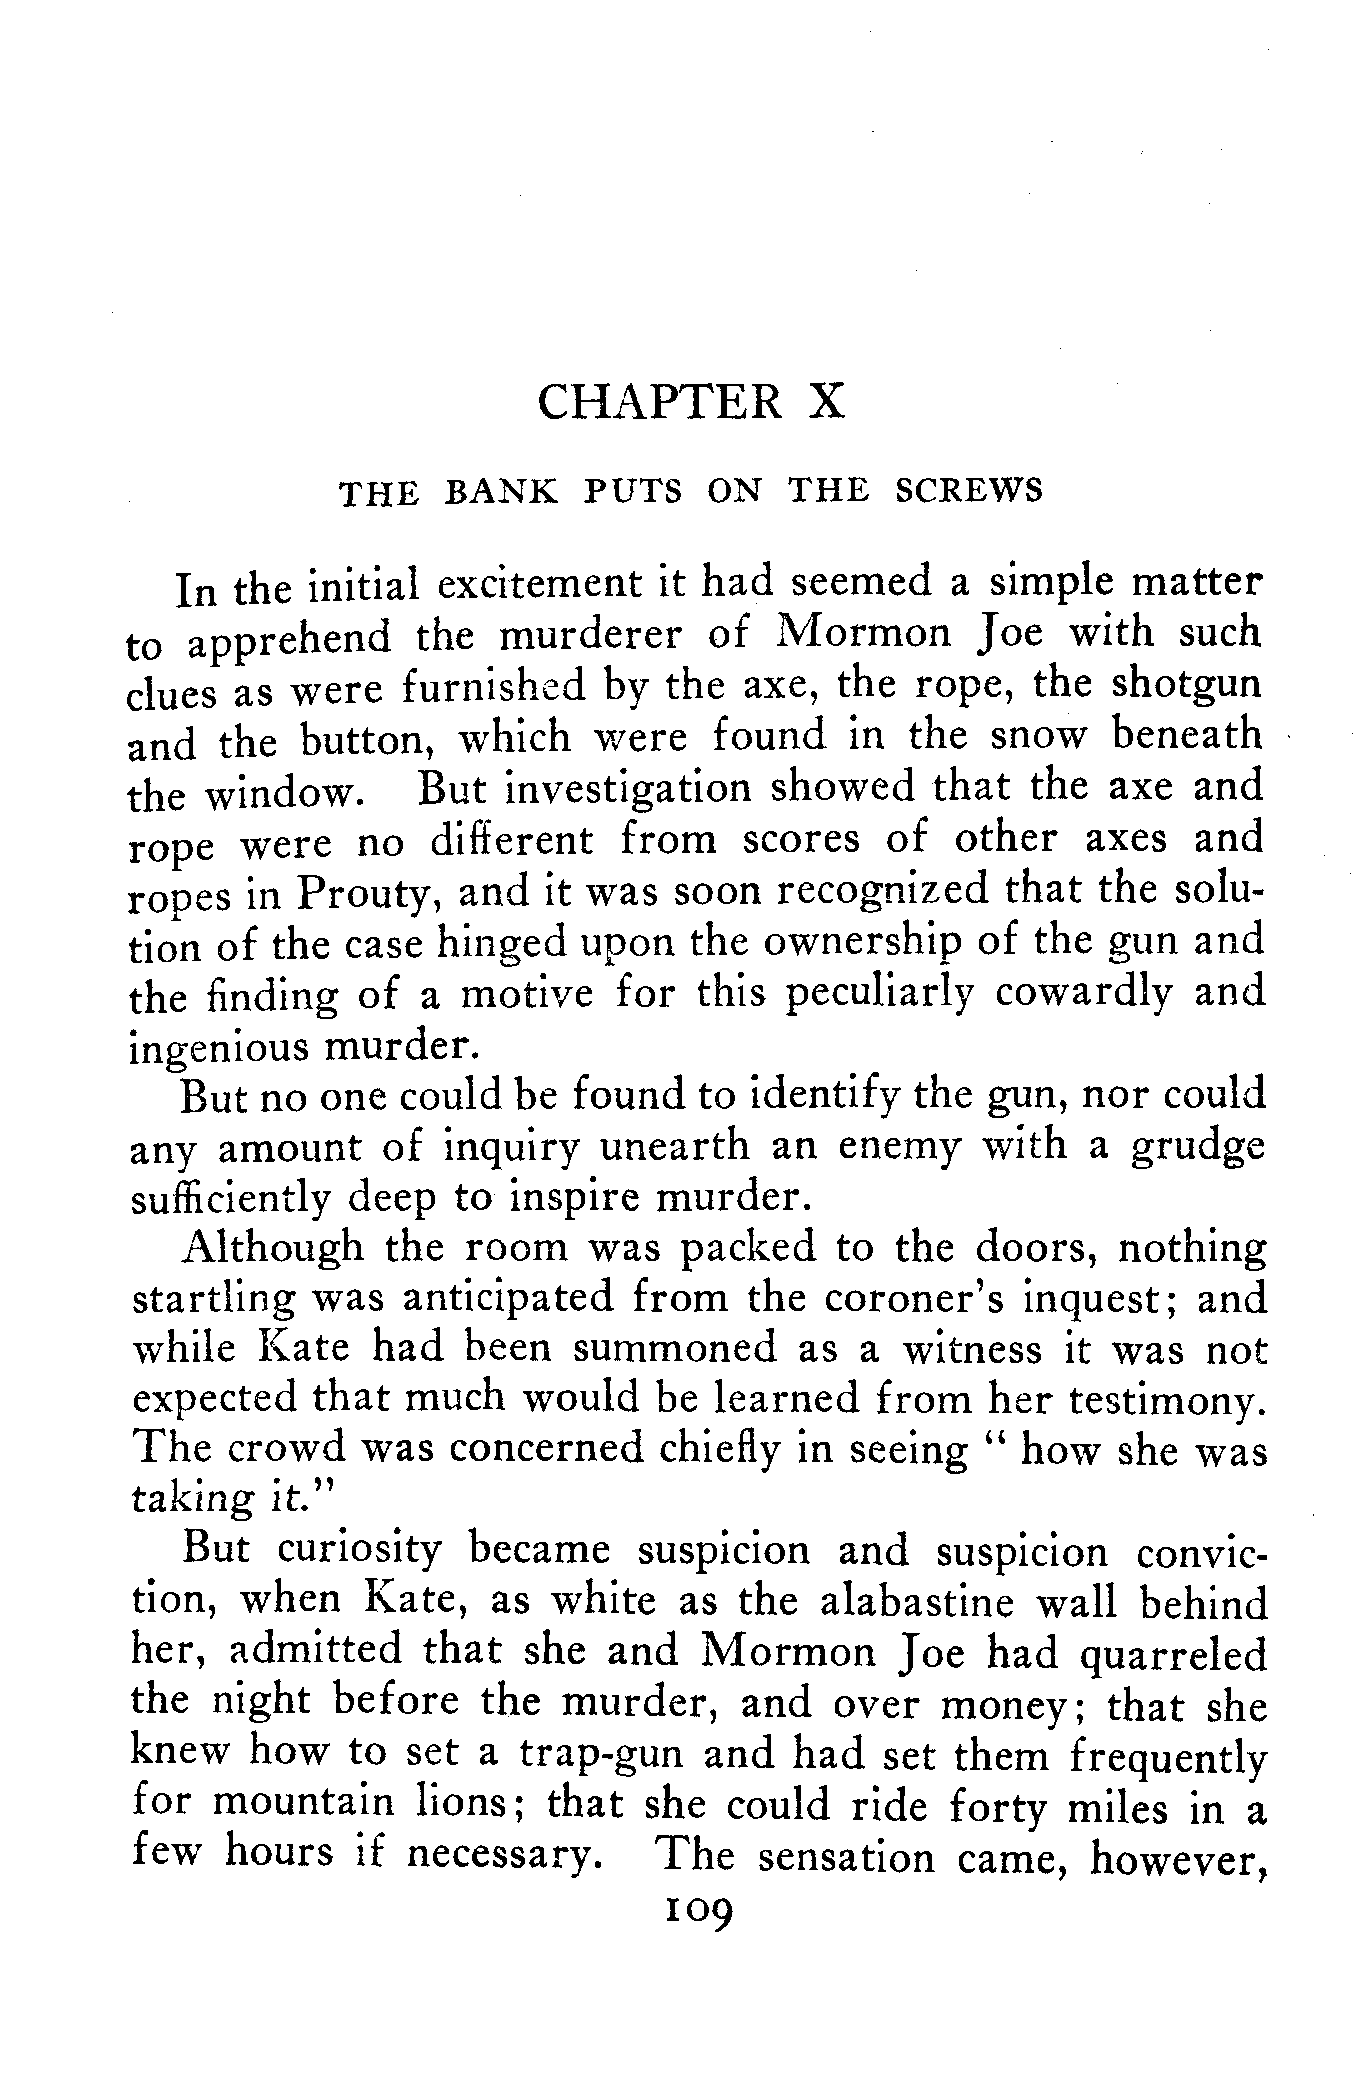 CHAPTER X
THE BANK PUTS ON THE SCREWS
In the initial excitement it had seemed a simple matter
to apprehend the murderer of Mormon Joe with such
clues as were furnished by the axe, the rope, the shotgun
and the button, which were found in the snow beneath
the window. But investigation showed that the axe and
rope were no different from scores of other axes and
ropes in Prouty, and it was soon recognized that the solu-
tion of the case hinged upon the ownership of the gun and
the finding of a motive for this peculiarly cowardly and
ingenious murder.
But no one could be found to identify the gun, nor could
any amount of inquiry unearth an enemy with a grudge
sufficiently deep to inspire murder.
Although the room was packed to the doors, nothing
startling was anticipated from the coroner's inquest; and
while Kate had been summoned as a witness it was not
expected that much would be learned from her testimony.
The crowd was concerned chiefly in seeing " how she was
taking it."
But curiosity became suspicion and suspicion convic-
tion, when Kate, as white as the alabastine wall behind
her, admitted that she and Mormon Joe had quarreled
the night before the murder, and over money; that she
knew how to set a trap-gun and had set them frequently
for mountain lions; that she could ride forty miles in a
few hours if necessary. The sensation came, however,
109